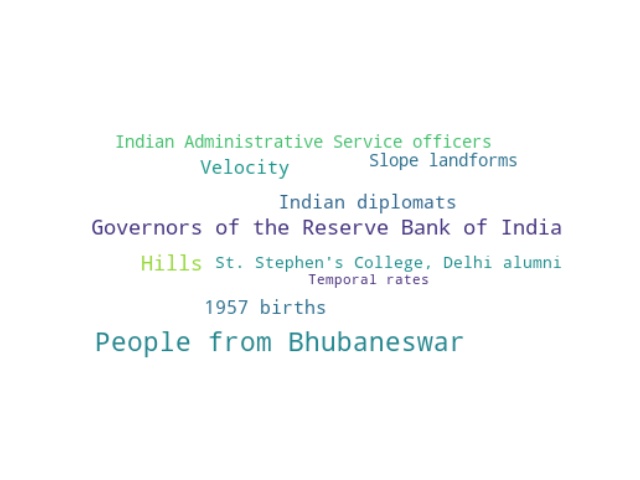 Indian Administrative Service officers
Slope landforms
Velocity
Indian diplomats
Governors of the Reserve Bank of India
Hills
St. Stephen's College, Delhi alumni
Temporal rates
1957 births
People from Bhubaneswar